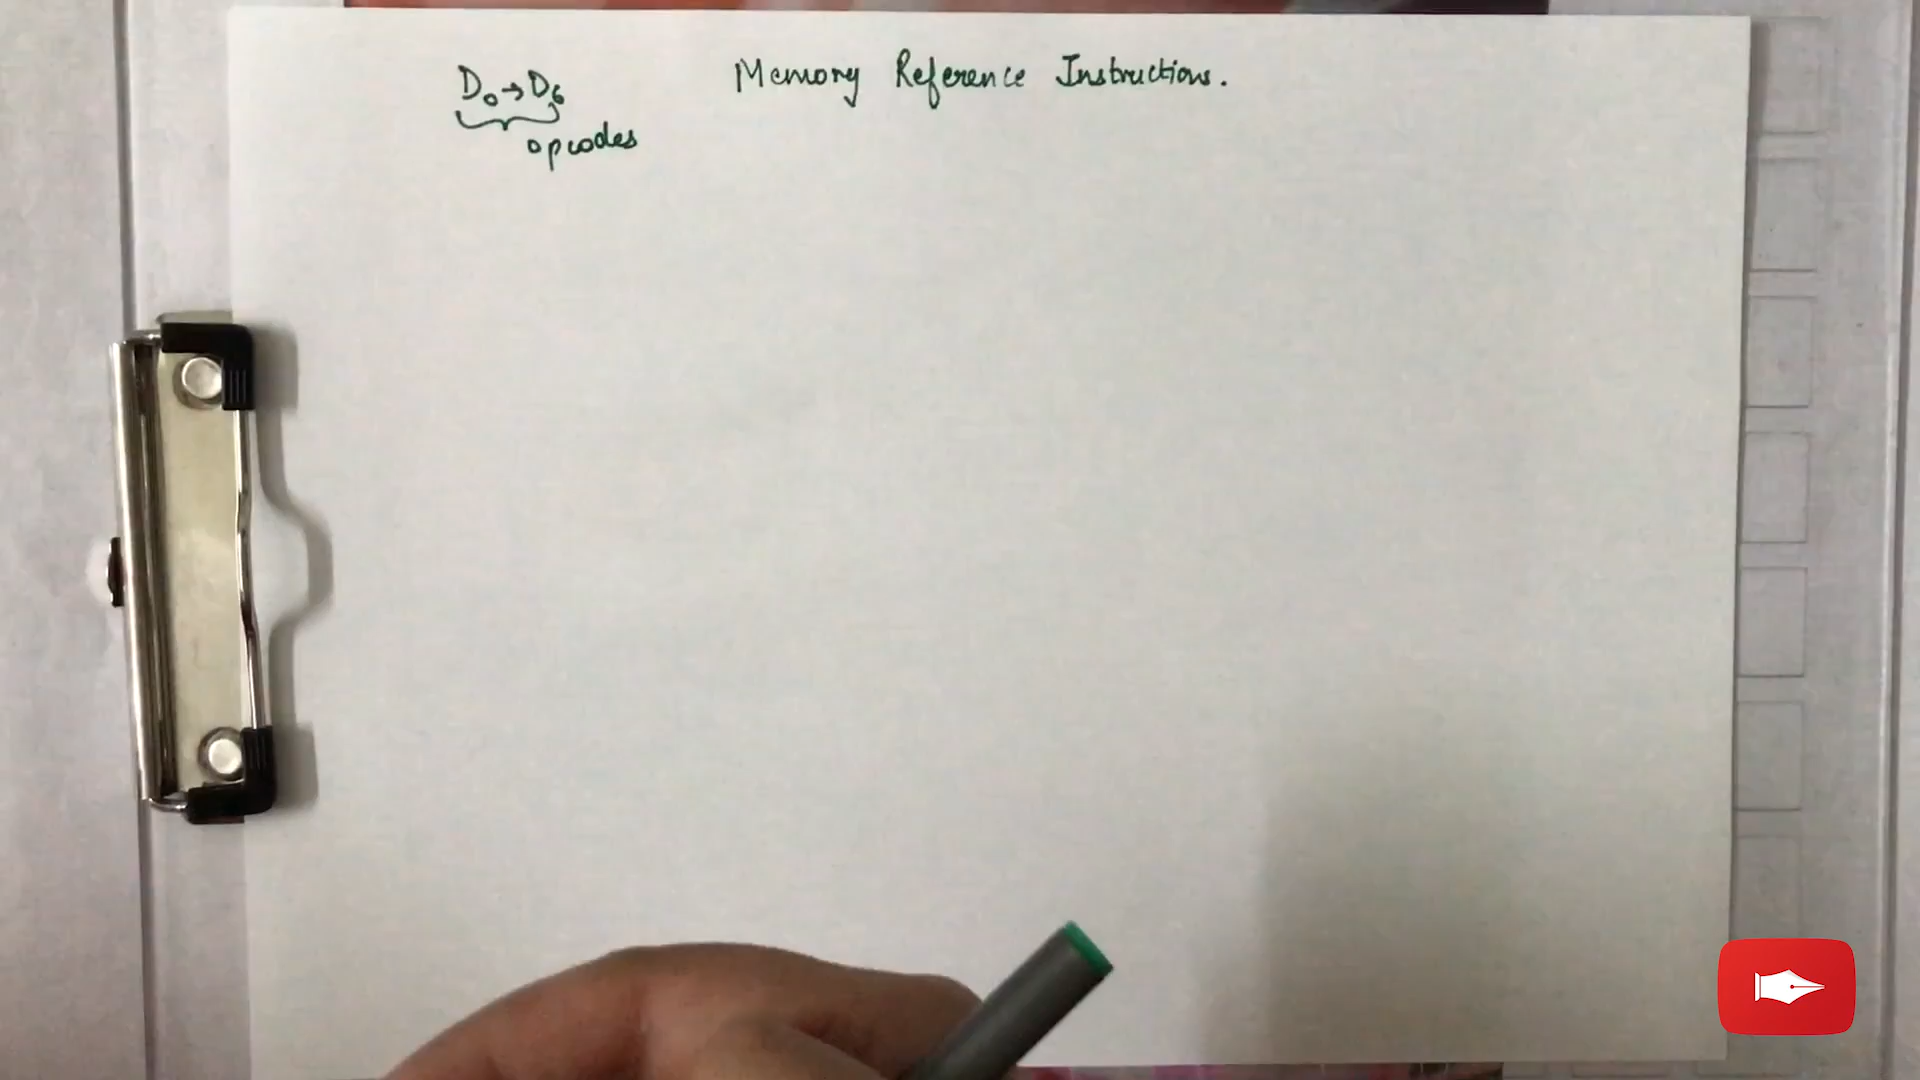 D₀→D₆ Memory Reference Instructions.
opcodes